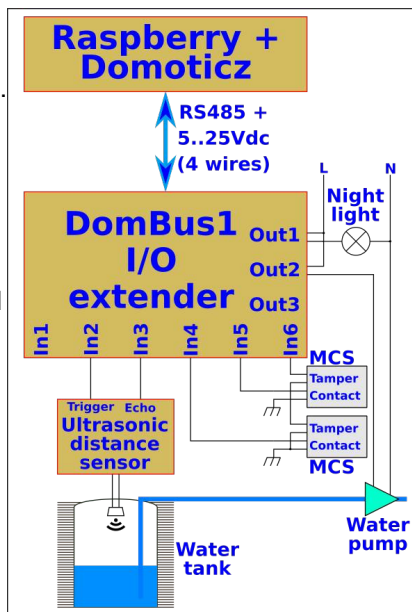 Raspberry +
Domoticz
RS485 +
5..25Vdc
(4 wires)
L
N
Night
light
DomBus1
I/O
extender
Out1
Out2
Out3
In1
In2
In3
In4
In5
In6
MCS
Tamper
Contact
Trigger Echo
Ultrasonic
distance
sensor
Tamper
Contact
MCS
Water
tank
Water
pump